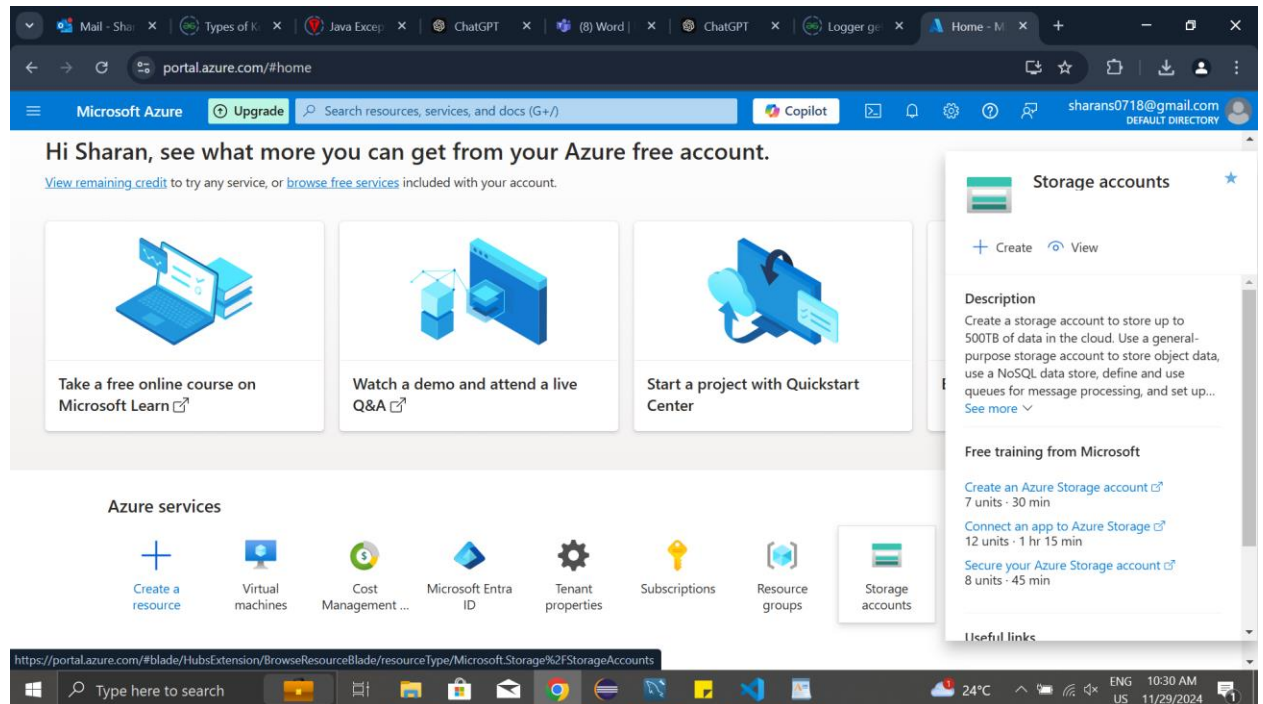 Mail - Sha
Types of K
Java Excep
ChatGPT
(8) Word |
ChatGPT
Logger ge
Home - M
portal.azure.com/#home
Microsoft Azure
Upgrade
Search resources, services, and docs (G+/)
Copilot
sharans0718@gmail.com
DEFAULT DIRECTORY
Hi Sharan, see what more you can get from your Azure free account.
View remaining credit to try any service, or browse free services included with your account.
Take a free online course on
Microsoft Learn
Watch a demo and attend a live
Q&A
Start a project with Quickstart
Center
Storage accounts
Create
View
Description
Create a storage account to store up to
500TB of data in the cloud. Use a general-
purpose storage account to store object data,
use a NoSQL data store, define and use
queues for message processing, and set up...
See more
Free training from Microsoft
Create an Azure Storage account
7 units · 30 min
Connect an app to Azure Storage
12 units · 1 hr 15 min
Secure your Azure Storage account
8 units · 45 min
Useful links
Azure services
Create a
resource
Virtual
machines
Cost
Management ...
Microsoft Entra
ID
Tenant
properties
Subscriptions
Resource
groups
Storage
accounts
https://portal.azure.com/#blade/HubsExtension/BrowseResourceBlade/resourceType/Microsoft.Storage%2FStorageAccounts
Type here to search
24°C
ENG
US
10:30 AM
11/29/2024